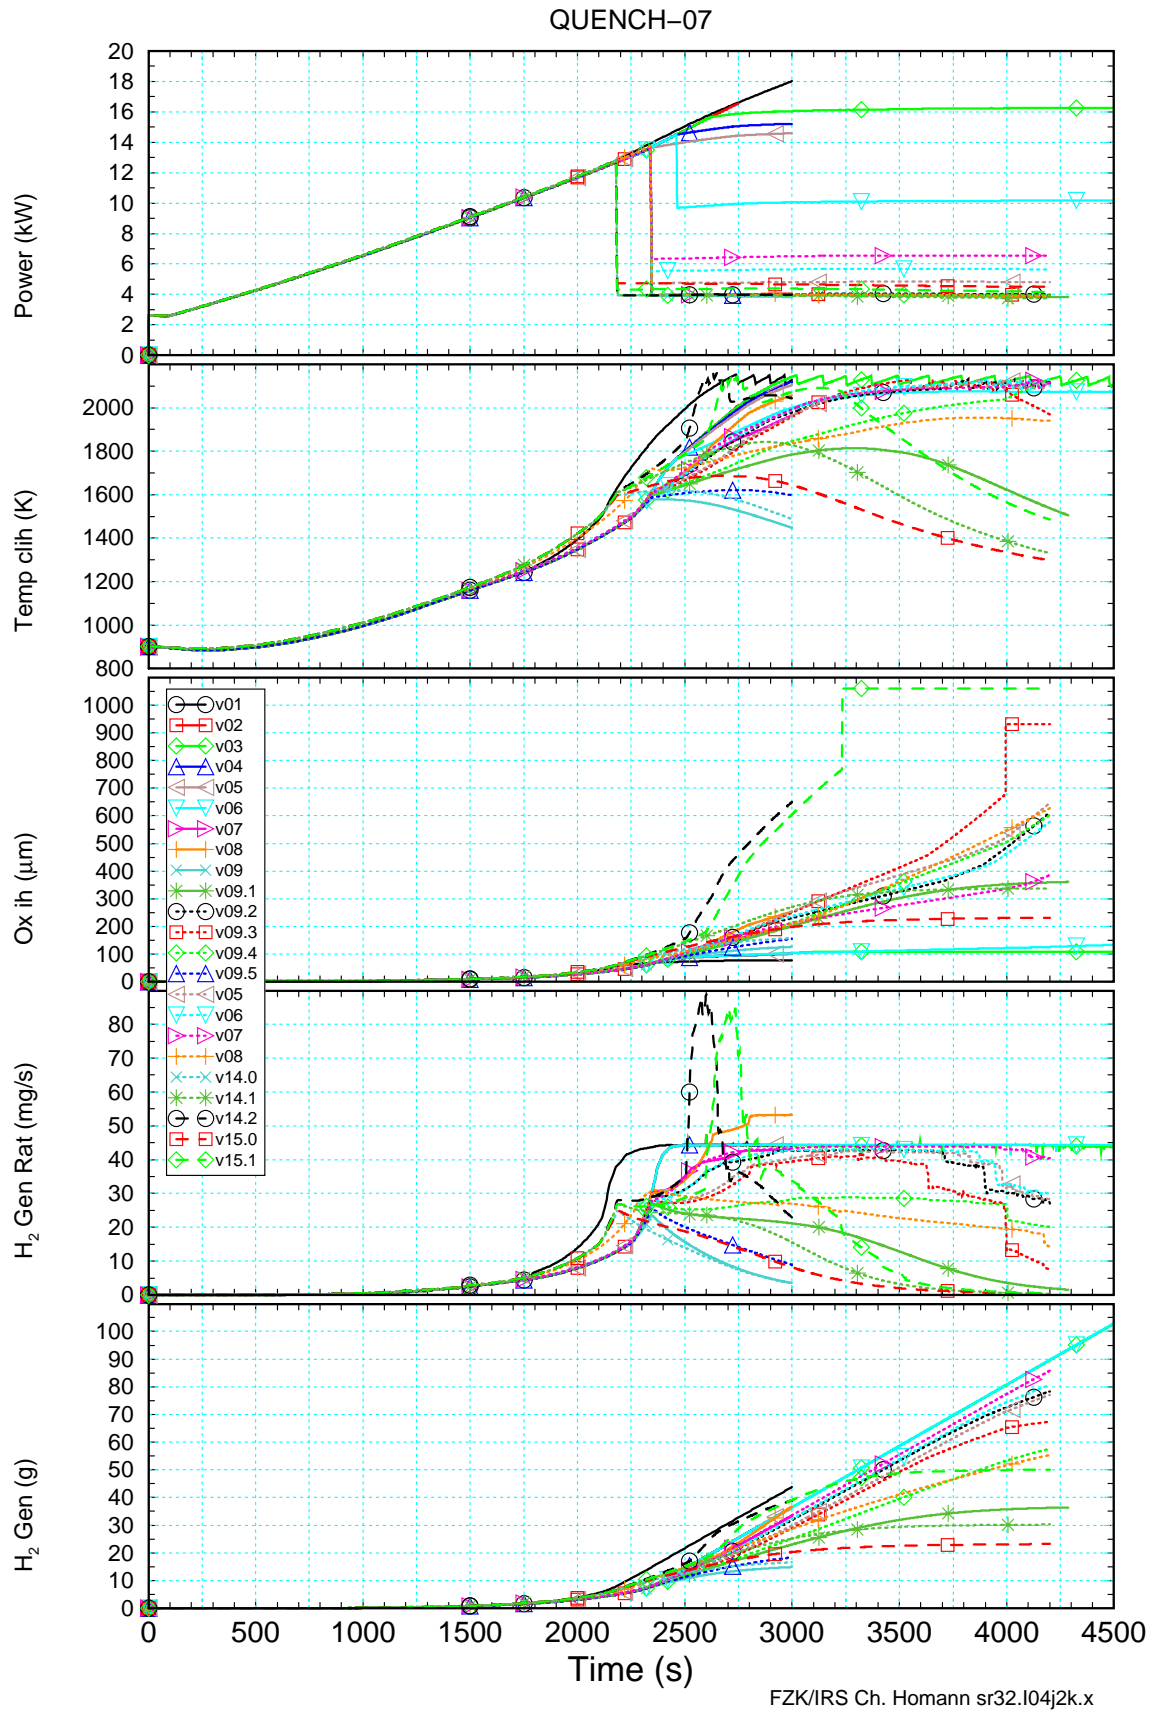 QUENCH−07
20
18
16
14
12
10
8
6
4
2
0
Power (kW)
2000
1800
1600
1400
1200
1000
800
Temp clih (K)
1000
900
800
700
600
500
400
300
200
100
0
Ox lh (μm)
v01
v02
v03
v04
v05
v06
v07
v08
v09
v09.1
v09.2
v09.3
v09.4
v09.5
v05
v06
v07
v08
v14.0
v14.1
v14.2
v15.0
v15.1
80
70
60
50
40
30
20
10
0
H₂ Gen Rat (mg/s)
100
90
80
70
60
50
40
30
20
10
0
H₂ Gen (g)
0 500 1000 1500 2000 2500 3000 3500 4000 4500
Time (s)
FZK/IRS Ch. Homann sr32.l04j2k.x